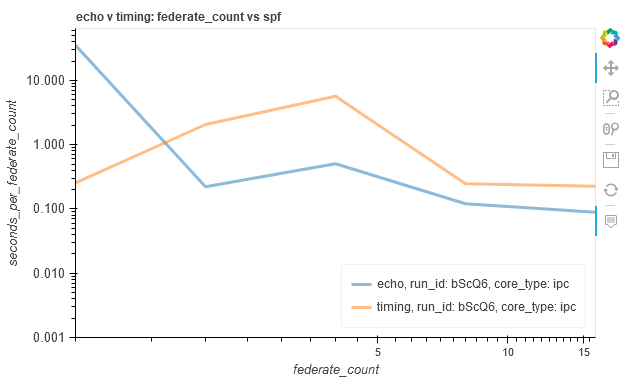 echo v timing: federate_count vs spf
seconds_per_federate_count
10.000
1.000
0.100
0.010
0.001
echo, run_id: bScQ6, core_type: ipc
timing, run_id: bScQ6, core_type: ipc
5
10
15
federate_count